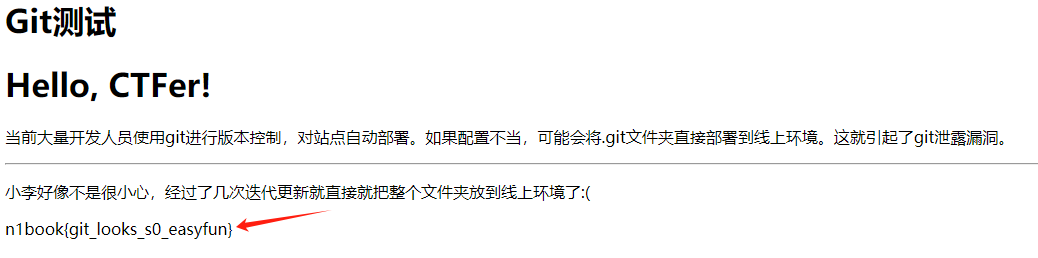 Git测试
Hello, CTFer!
当前大量开发人员使用git进行版本控制，对站点自动部署。如果配置不当，可能会将.git文件夹直接部署到线上环境。这就引起了git泄露漏洞。
小李好像不是很小心，经过了几次迭代更新就直接就把整个文件夹放到线上环境了:(
n1book{git_looks_s0_easyfun}